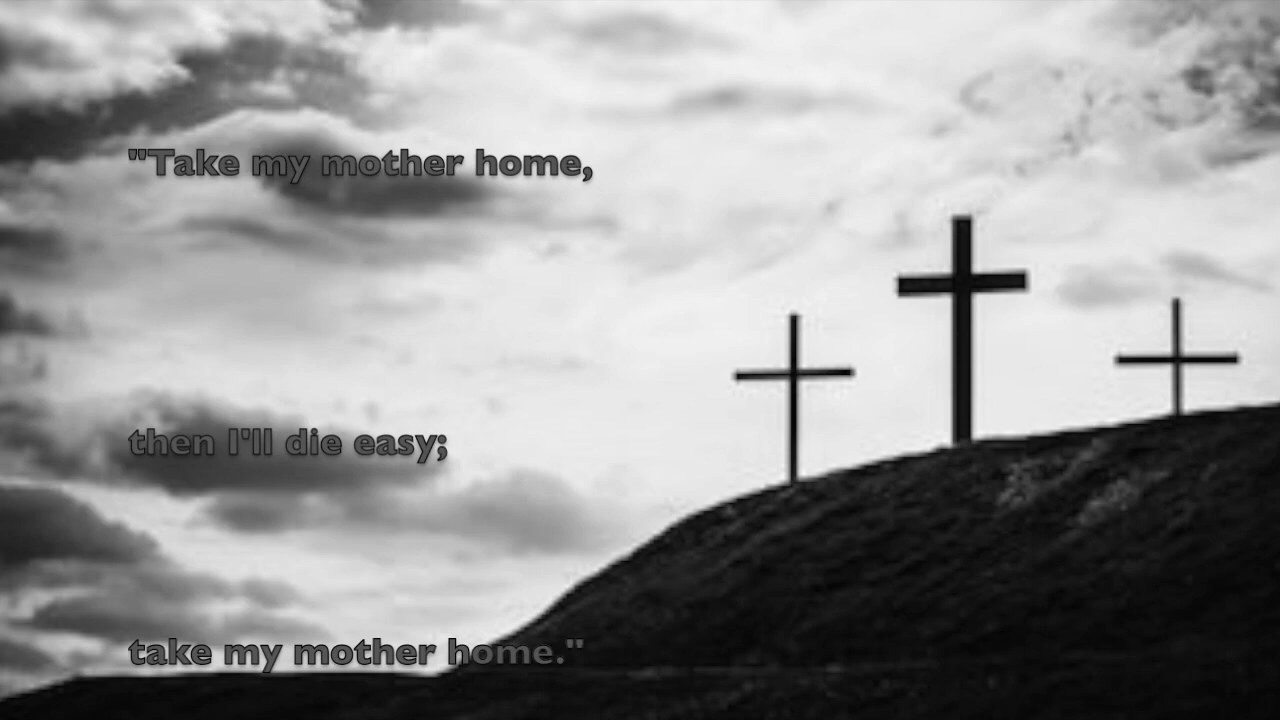 "Take my mother home,
then I'll die easy;
take my mother home."